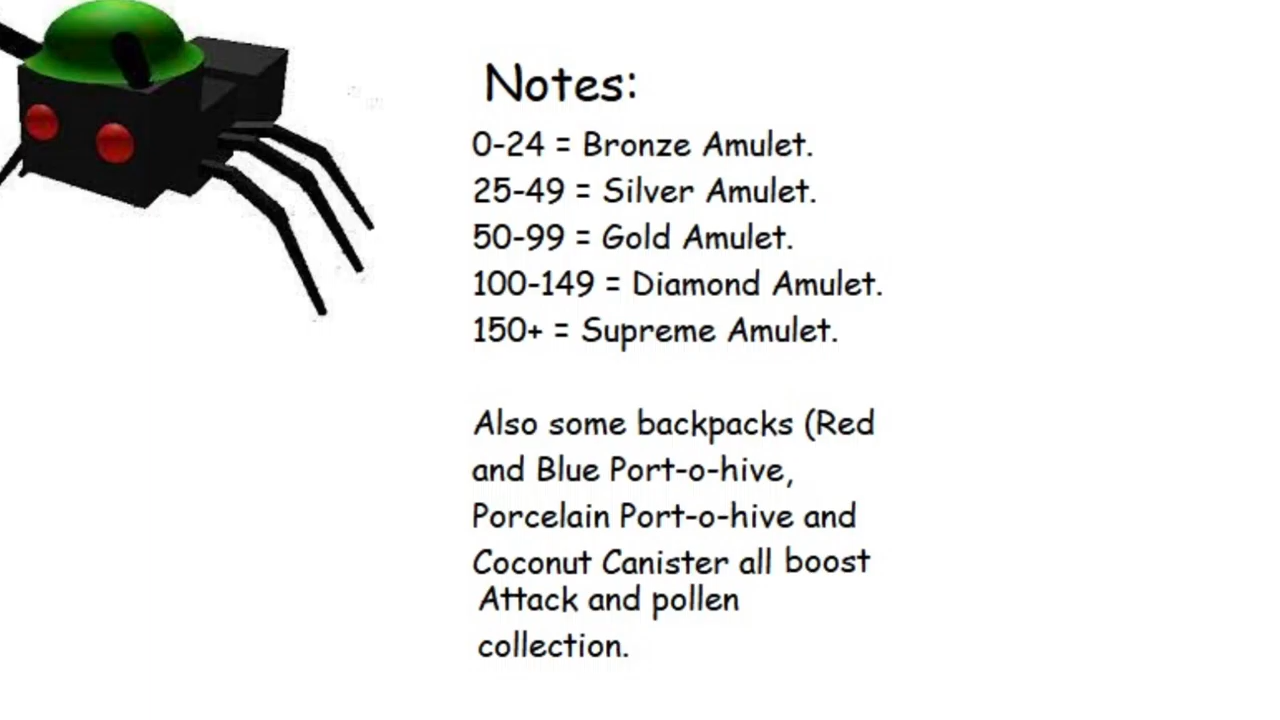 Notes:
0-24 = Bronze Amulet.
25-49 = Silver Amulet.
50-99 = Gold Amulet.
100-149 = Diamond Amulet.
150+ = Supreme Amulet.
Also some backpacks (Red
and Blue Port-o-hive,
Porcelain Port-o-hive and
Coconut Canister all boost
Attack and pollen
collection.